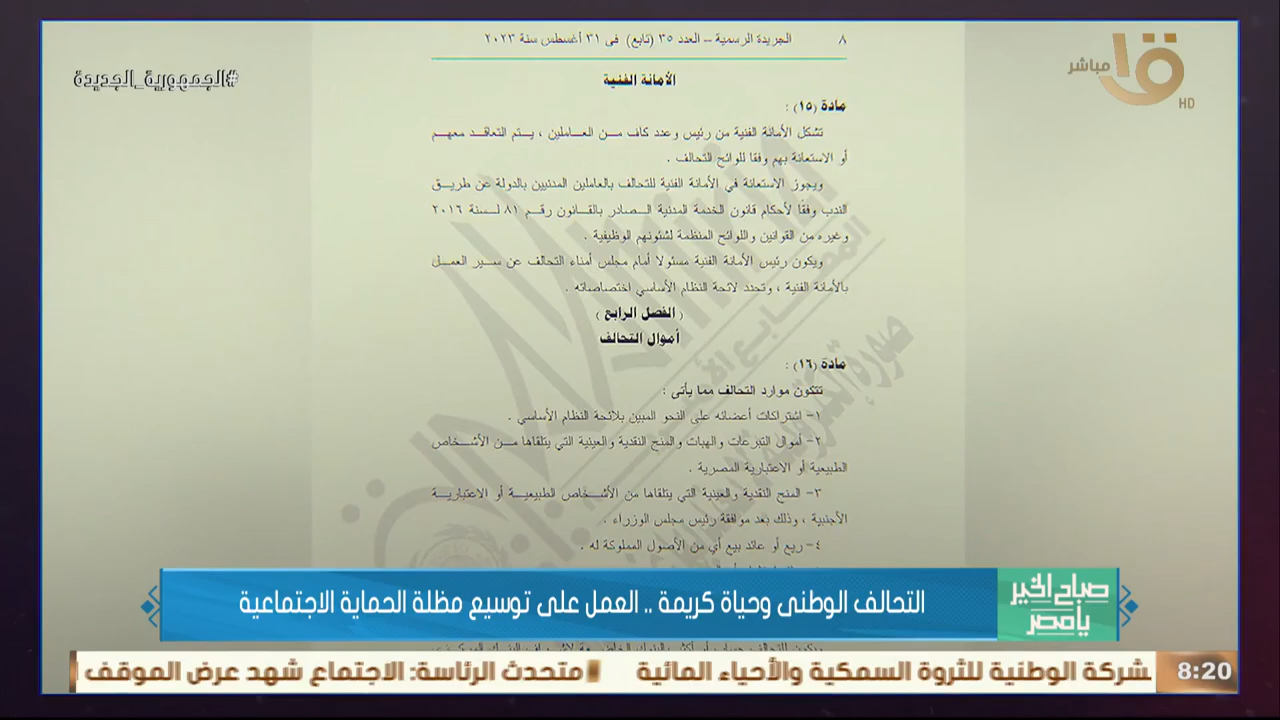 ٨ الجريدة الرسمية – العدد ٣٥ (تابع) فى ٣١ أغسطس سنة ٢٠٢٣
#الجمهورية_الجديدة
مباشر
HD
الأمانة الفنية
مادة (١٥) :
تشكل الأمانة الفنية من رئيس وعدد كاف من العاملين ، يتم التعاقد معهم
أو الاستعانة بهم وفقا للوائح التحالف .
ويجوز الاستعانة في الأمانة الفنية للتحالف بالعاملين المدنيين بالدولة عن طريق
الندب وفقًا لأحكام قانون الخدمة المدنية الصادر بالقانون رقم ٨١ لسنة ٢٠١٦
وغيره من القوانين واللوائح المنظمة لشئونهم الوظيفية .
ويكون رئيس الأمانة الفنية مسئولا أمام مجلس أمناء التحالف عن سير العمل
بالأمانة الفنية ، وتحدد لائحة النظام الأساسي اختصاصاته .
( الفصل الرابع )
أموال التحالف
مادة (١٦) :
تتكون موارد التحالف مما يأتى :
١– اشتراكات أعضائه على النحو المبين بلائحة النظام الأساسي .
٢– أموال التبرعات والهبات والمنح النقدية والعينية التي يتلقاها من الأشخاص
الطبيعية أو الاعتبارية المصرية .
٣– المنح النقدية والعينية التي يتلقاها من الأشخاص الطبيعية أو الاعتبارية
الأجنبية ، وذلك بعد موافقة رئيس مجلس الوزراء .
٤– ريع أو عائد بيع أي من الأصول المملوكة له .
صباح الخير
يا مصر
التحالف الوطنى وحياة كريمة .. العمل على توسيع مظلة الحماية الاجتماعية
8:20 شركة الوطنية للثروة السمكية والأحياء المائية متحدث الرئاسة: الاجتماع شهد عرض الموقف